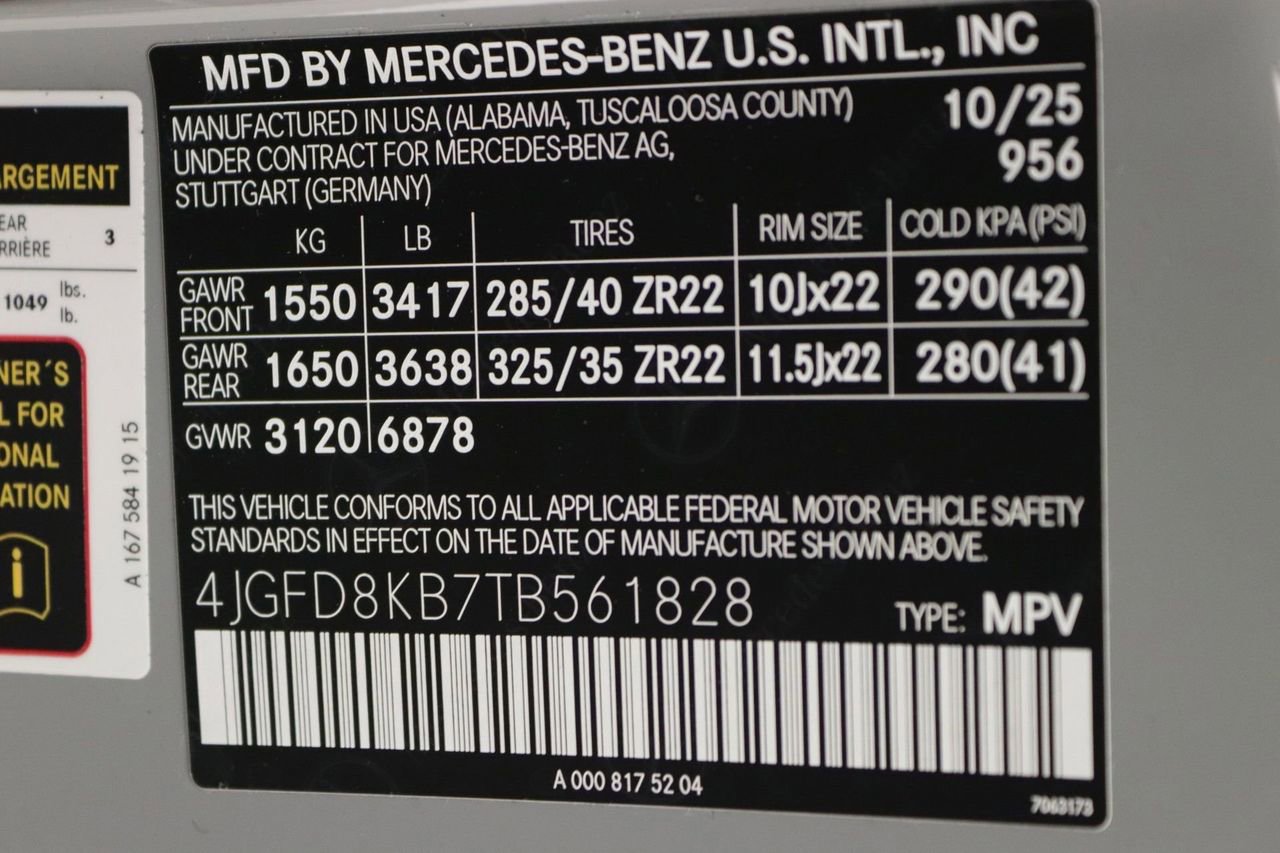 MFD BY MERCEDES-BENZ U.S. INTL., INC
MANUFACTURED IN USA (ALABAMA, TUSCALOOSA COUNTY) 10/25
UNDER CONTRACT FOR MERCEDES-BENZ AG, 956
STUTTGART (GERMANY)
KG LB TIRES RIM SIZE COLD KPA (PSI)
GAWR FRONT 1550 3417 285/40 ZR22 10Jx22 290(42)
GAWR REAR 1650 3638 325/35 ZR22 11.5Jx22 280(41)
GVWR 3120 6878
THIS VEHICLE CONFORMS TO ALL APPLICABLE FEDERAL MOTOR VEHICLE SAFETY
STANDARDS IN EFFECT ON THE DATE OF MANUFACTURE SHOWN ABOVE.
4JGFD8KB7TB561828 TYPE: MPV
A 000 817 52 04
7063173
ARGEMENT
EAR
RRIÈRE 3
1049 lbs.
lb.
NER´S
L FOR
ONAL
ATION
i
A 167 584 19 15